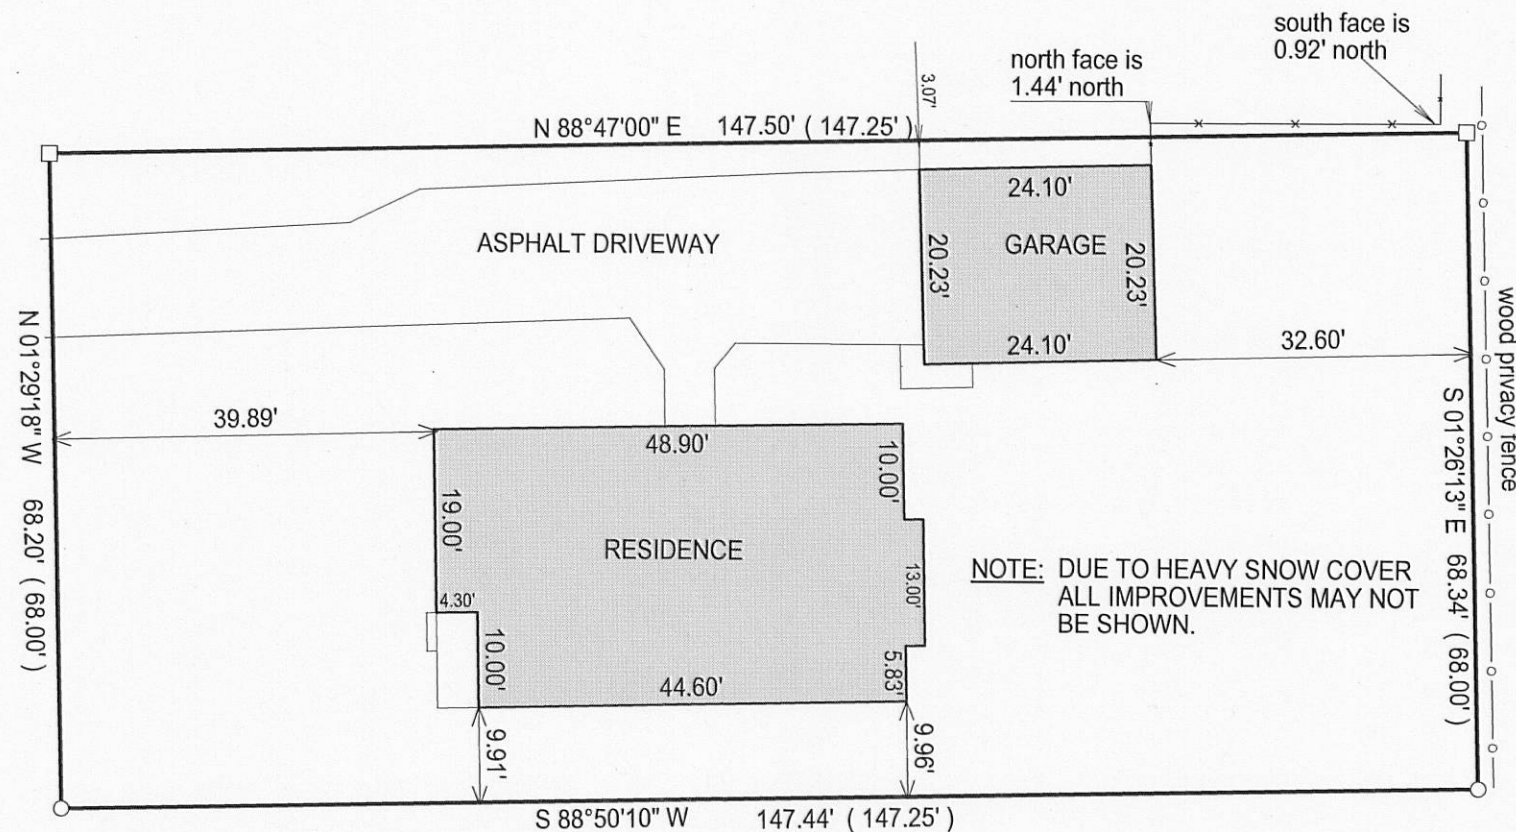 south face is
0.92' north
north face is
1.44' north
3.07'
N 88°47'00" E 147.50' ( 147.25' )
24.10'
ASPHALT DRIVEWAY
GARAGE
20.23'
20.23'
24.10'
32.60'
wood privacy fence
N 01°29'18" W 68.20' ( 68.00' )
S 01°26'13" E 68.34' ( 68.00' )
39.89'
48.90'
10.00'
19.00'
RESIDENCE
13.00'
NOTE: DUE TO HEAVY SNOW COVER
ALL IMPROVEMENTS MAY NOT
BE SHOWN.
4.30'
10.00'
5.83'
44.60'
9.91'
9.96'
S 88°50'10" W 147.44' ( 147.25' )